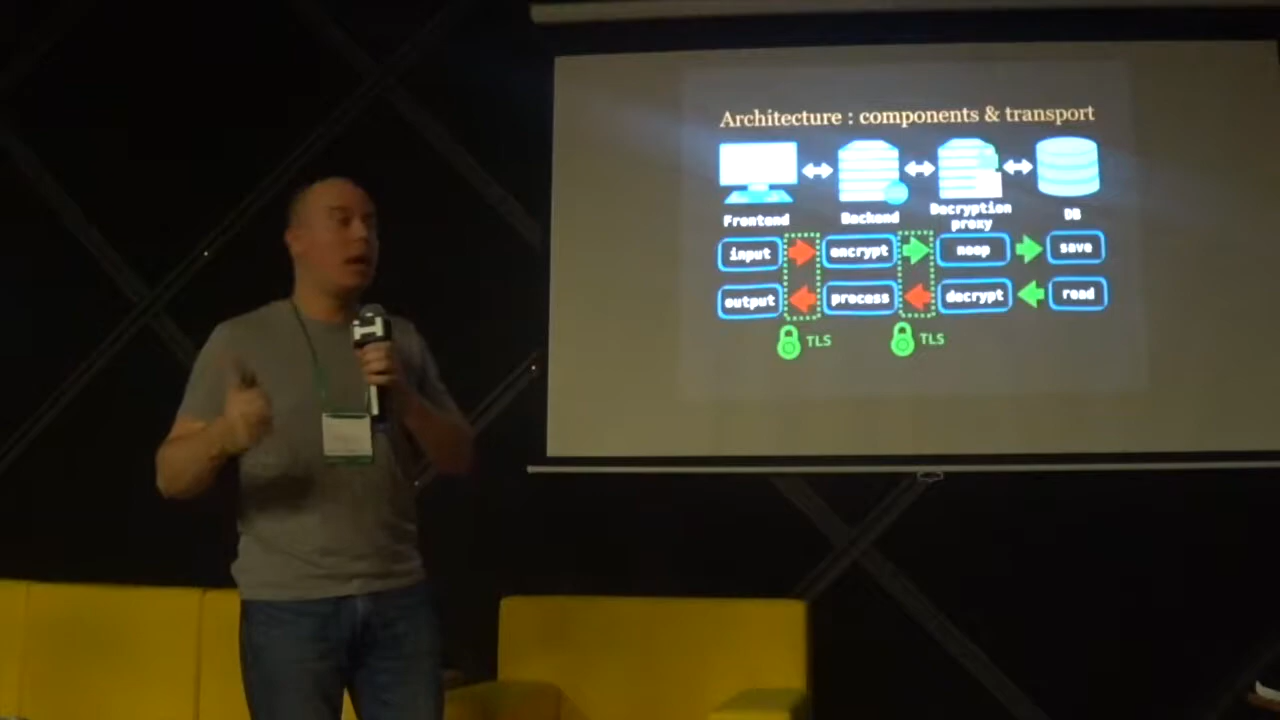 Architecture : components & transport
Frontend Backend Decryption proxy DB
input encrypt noop save
output process decrypt read
TLS TLS